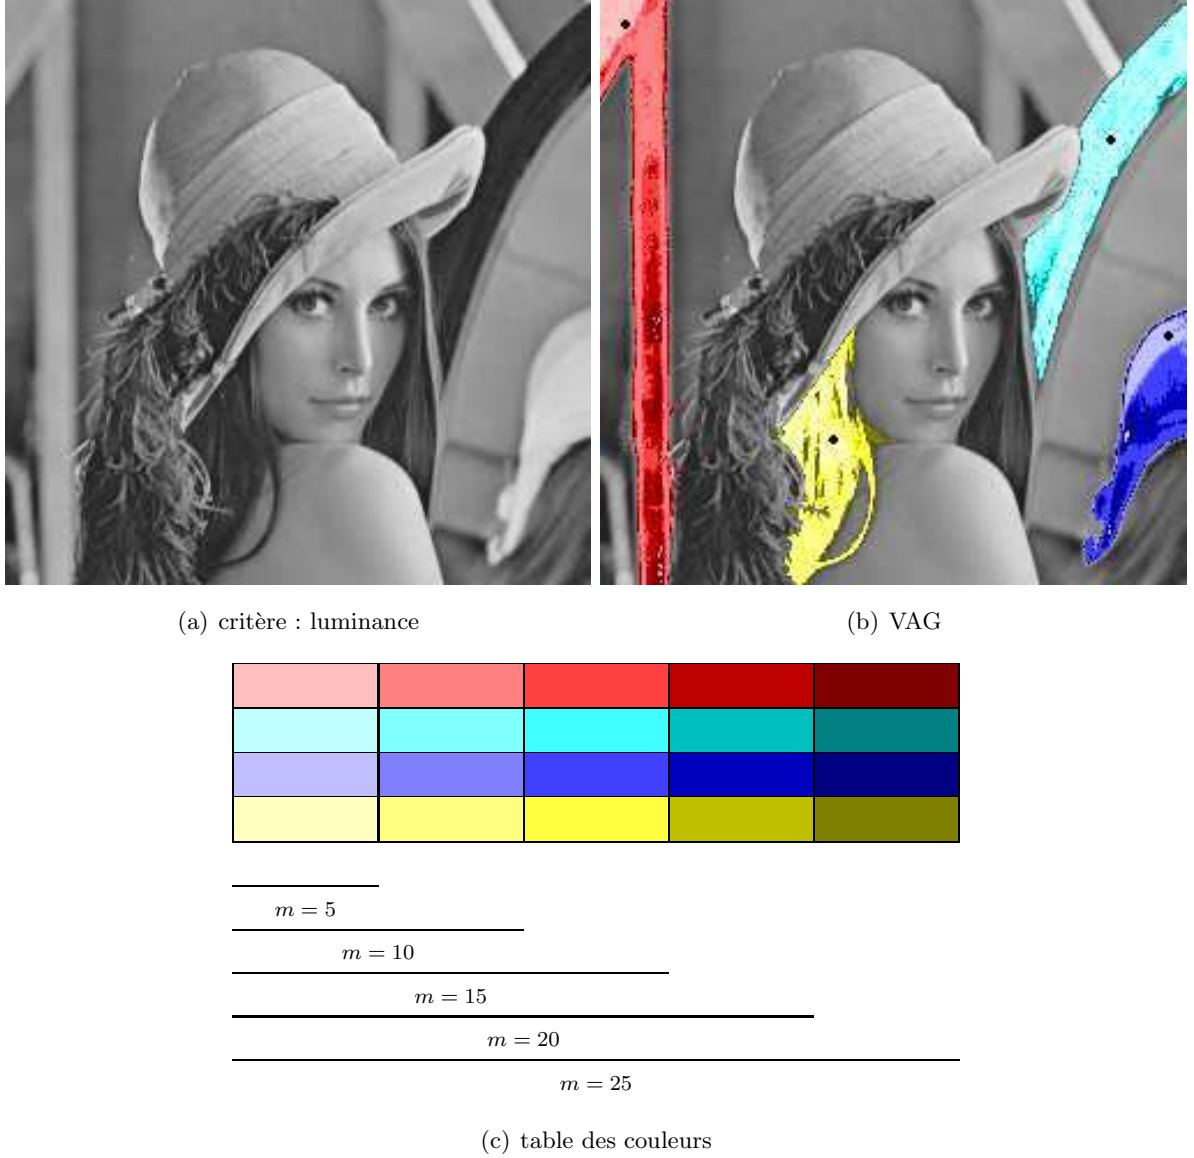 (a) critère : luminance
(b) VAG
m = 5
m = 10
m = 15
m = 20
m = 25
(c) table des couleurs